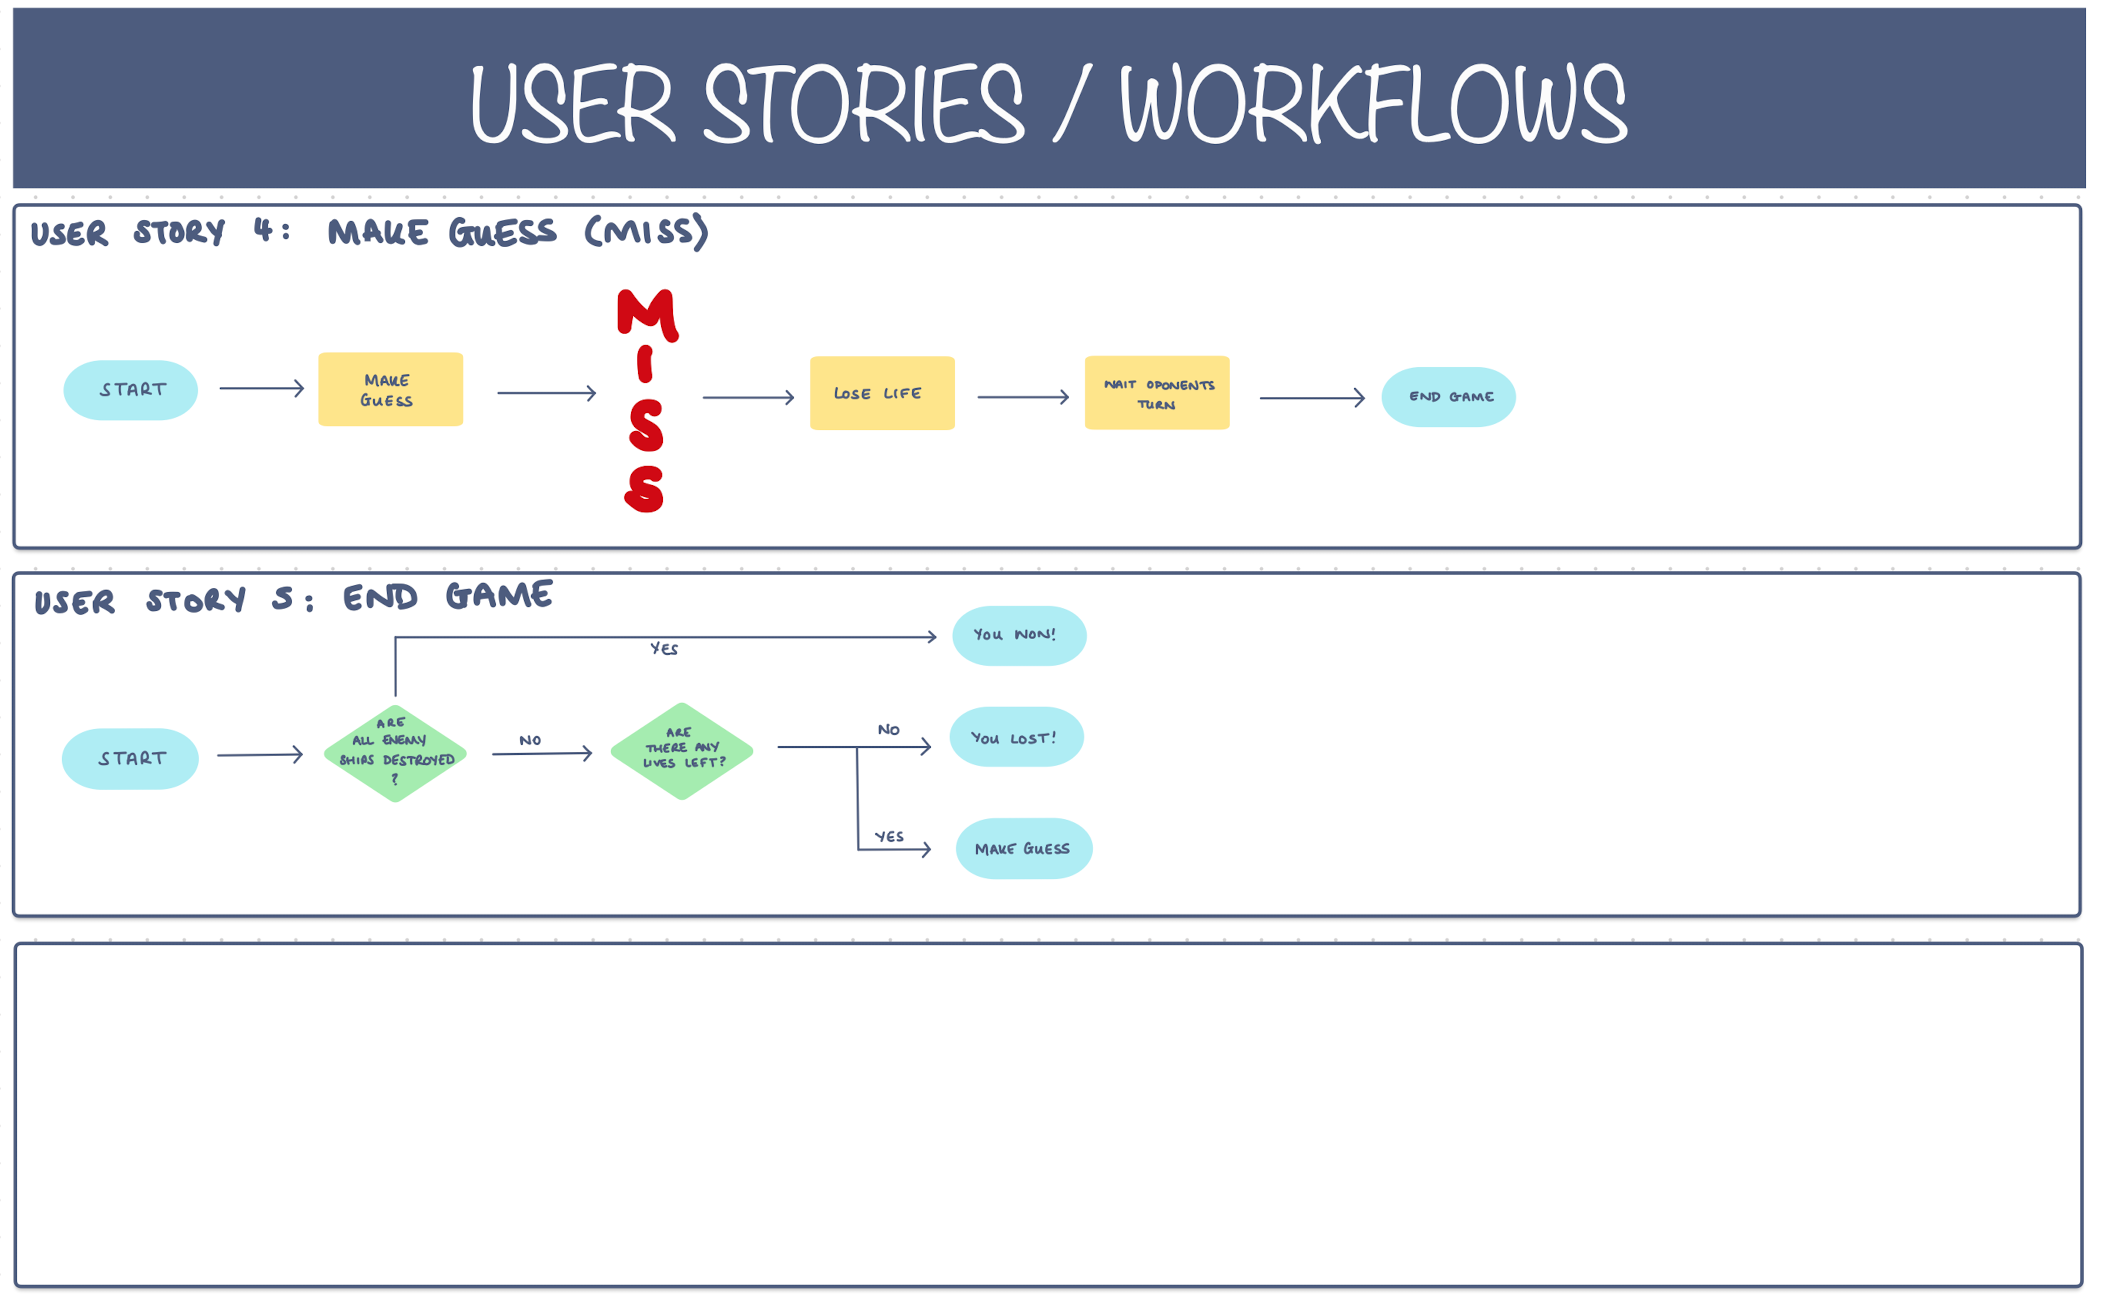 USER STORIES / WORKFLOWS
USER STORY 4: MAKE GUESS (MISS)
START
MAKE
GUESS
M
I
S
S
LOSE LIFE
WAIT OPONENTS
TURN
END GAME
USER STORY 5: END GAME
START
ARE
ALL ENEMY
SHIPS DESTROYED
?
YES
YOU WON!
NO
ARE
THERE ANY
LIVES LEFT?
NO
YOU LOST!
YES
MAKE GUESS